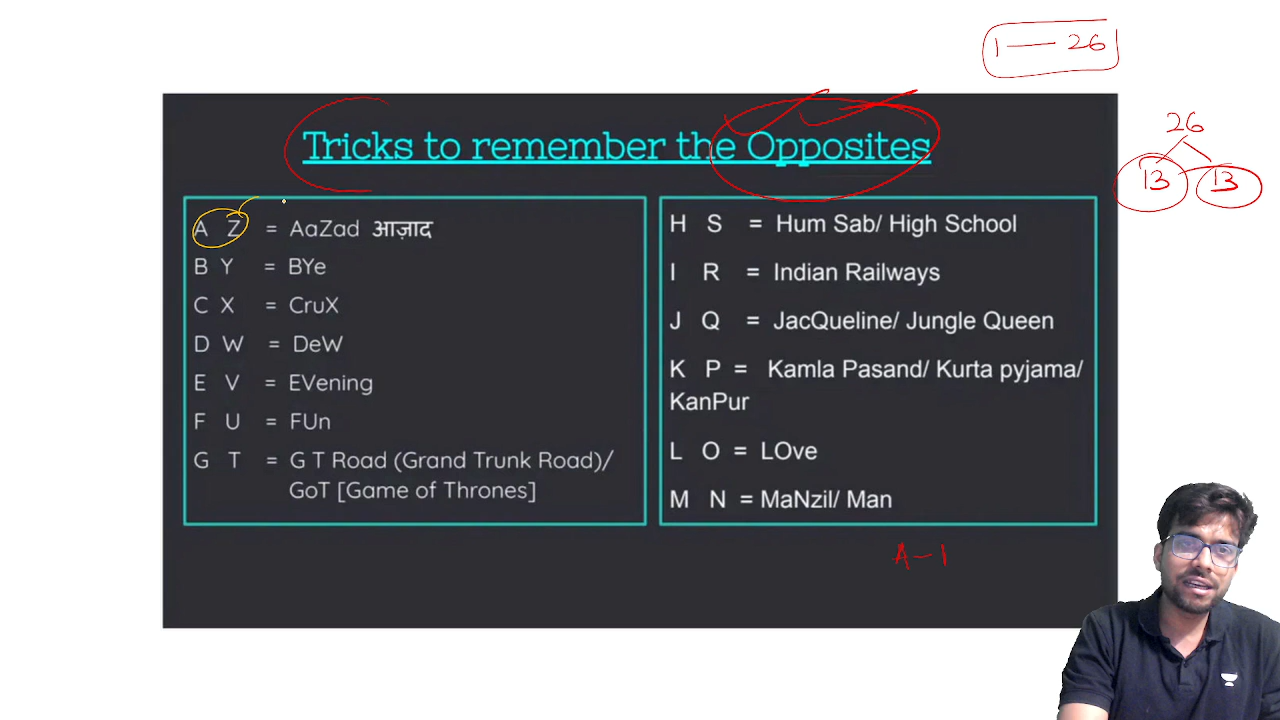 1 — 26
26
13 13
Tricks to remember the Opposites
A Z = AaZad आज़ाद
B Y = BYe
C X = CruX
D W = DeW
E V = EVening
F U = FUn
G T = G T Road (Grand Trunk Road)/
GoT [Game of Thrones]
H S = Hum Sab/ High School
I R = Indian Railways
J Q = JacQueline/ Jungle Queen
K P = Kamla Pasand/ Kurta pyjama/
KanPur
L O = LOve
M N = MaNzil/ Man
A - 1